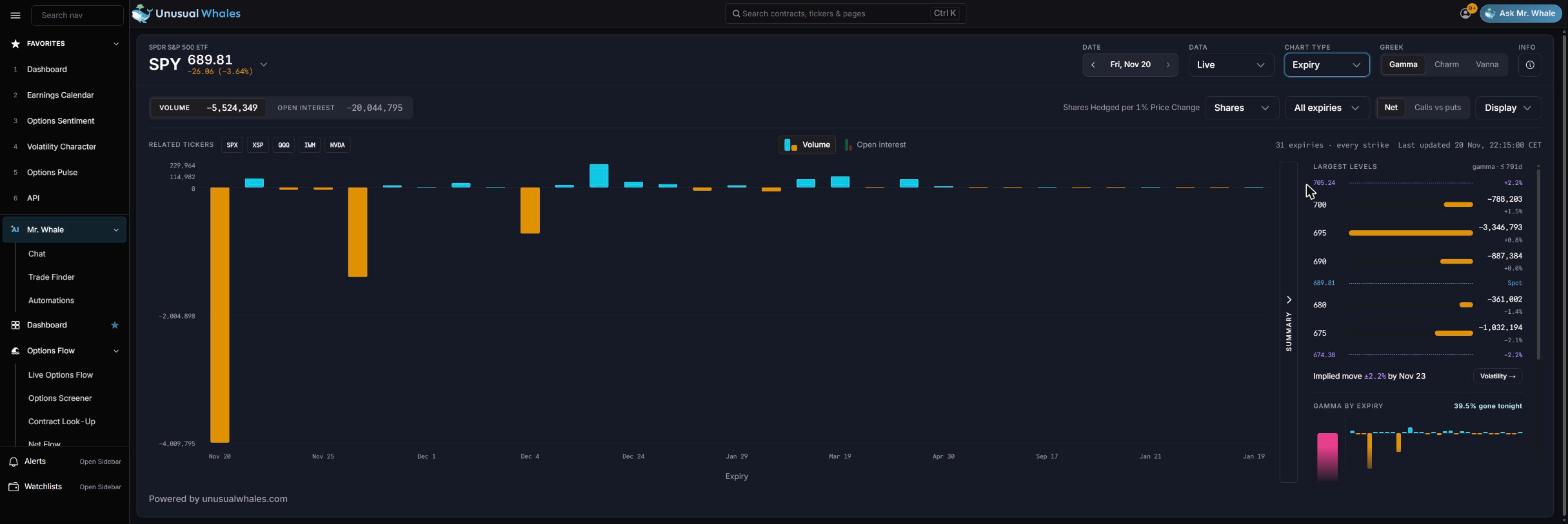 Search nav
FAVORITES
1 Dashboard
2 Earnings Calendar
3 Options Sentiment
4 Volatility Character
5 Options Pulse
6 API
AI Mr. Whale
Chat
Trade Finder
Automations
Dashboard
Options Flow
Live Options Flow
Options Screener
Contract Look-Up
Net Flow
Alerts Open Sidebar
Watchlists Open Sidebar
Unusual Whales
Search contracts, tickers & pages Ctrl K
9+
Ask Mr. Whale
SPDR S&P 500 ETF
SPY 689.81
−26.06 (−3.64%)
DATE DATA CHART TYPE GREEK INFO
Fri, Nov 20 Live Expiry Gamma Charm Vanna
VOLUME −5,524,349 OPEN INTEREST −20,044,795
Shares Hedged per 1% Price Change Shares All expiries Net Calls vs puts Display
RELATED TICKERS SPX XSP QQQ IWM NVDA
Volume Open interest
31 expiries · every strike Last updated 20 Nov, 22:15:00 CET
229,964
114,982
0
−2,004,898
−4,009,795
Nov 20 Nov 25 Dec 1 Dec 4 Dec 24 Jan 29 Mar 19 Apr 30 Sep 17 Jan 21 Jan 19
Expiry
Powered by unusualwhales.com
SUMMARY
LARGEST LEVELS gamma · ≤ 791d
705.24 +2.2%
700 −788,203
+1.5%
695 −3,346,793
+0.8%
690 −887,384
+0.0%
689.81 Spot
680 −361,002
−1.4%
675 −1,032,194
−2.1%
674.38 −2.2%
Implied move ±2.2% by Nov 23 Volatility →
GAMMA BY EXPIRY 39.5% gone tonight